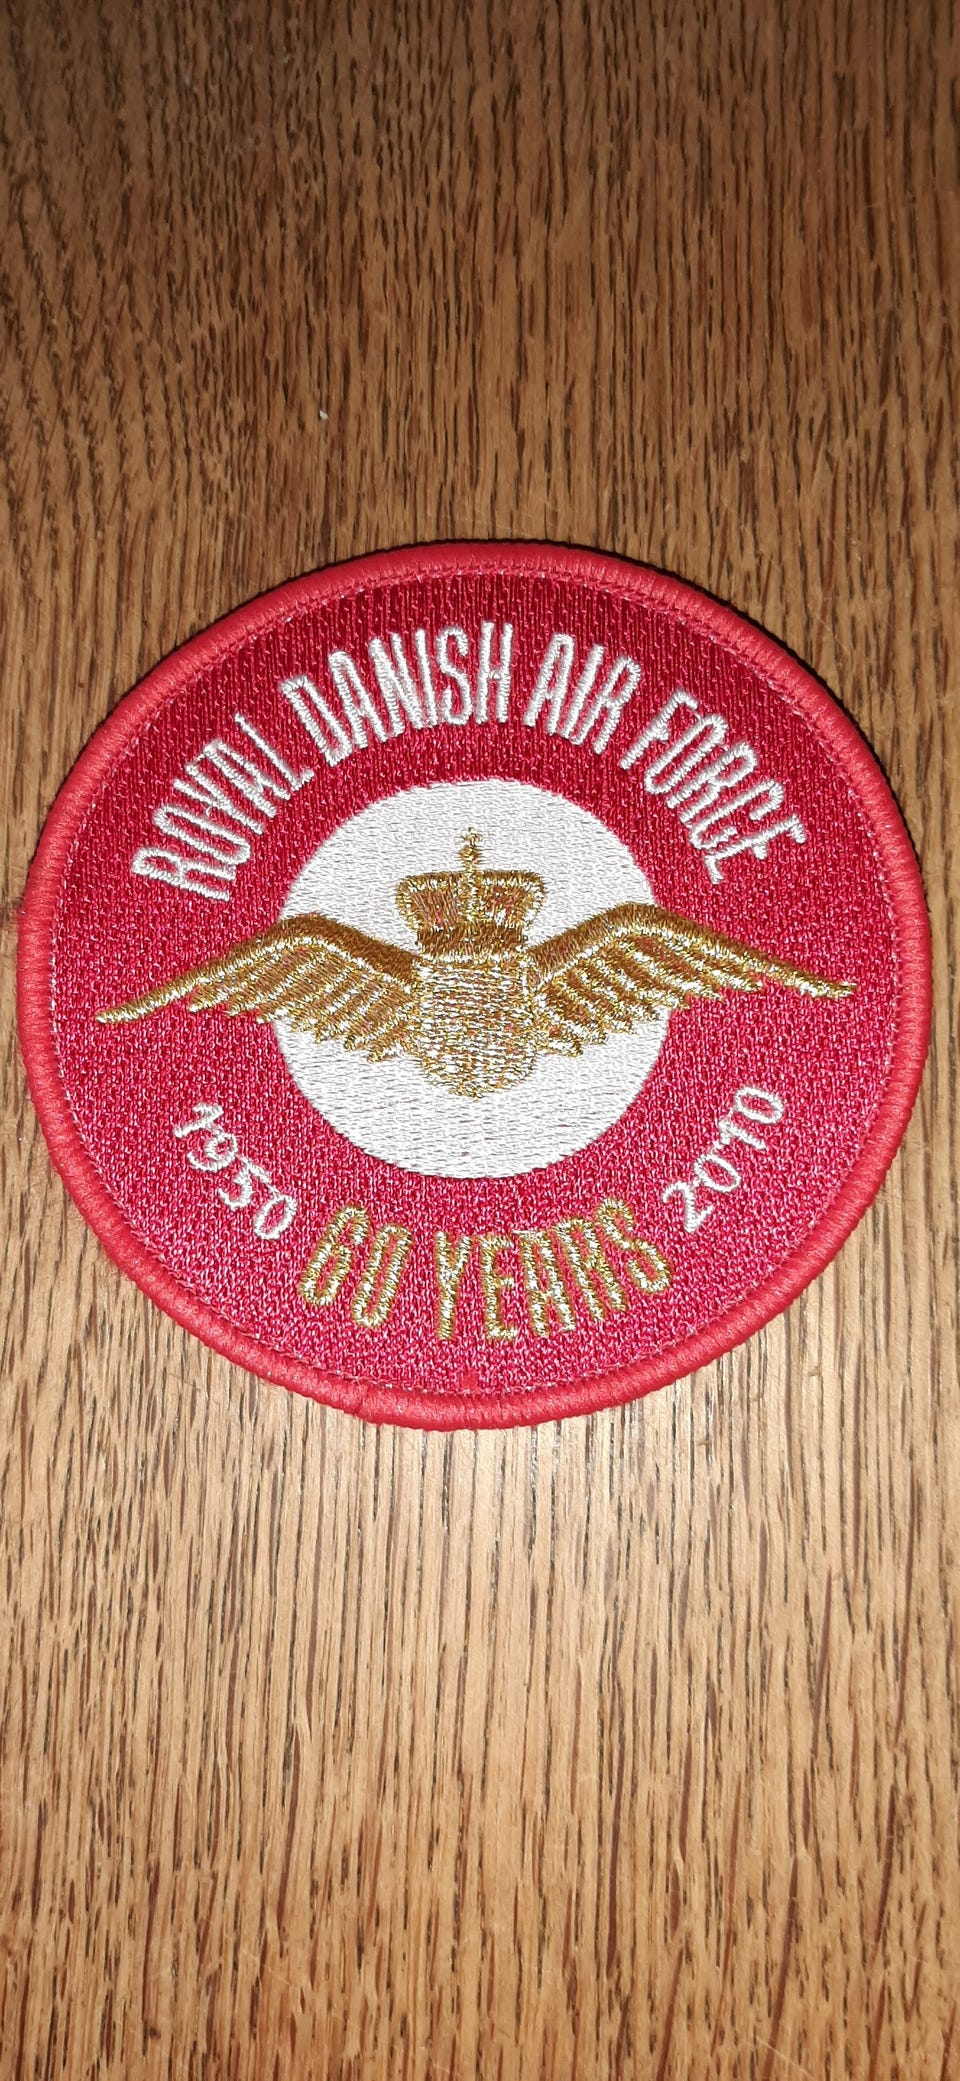 ROYAL DANISH AIR FORCE
1950 60 YEARS 2010